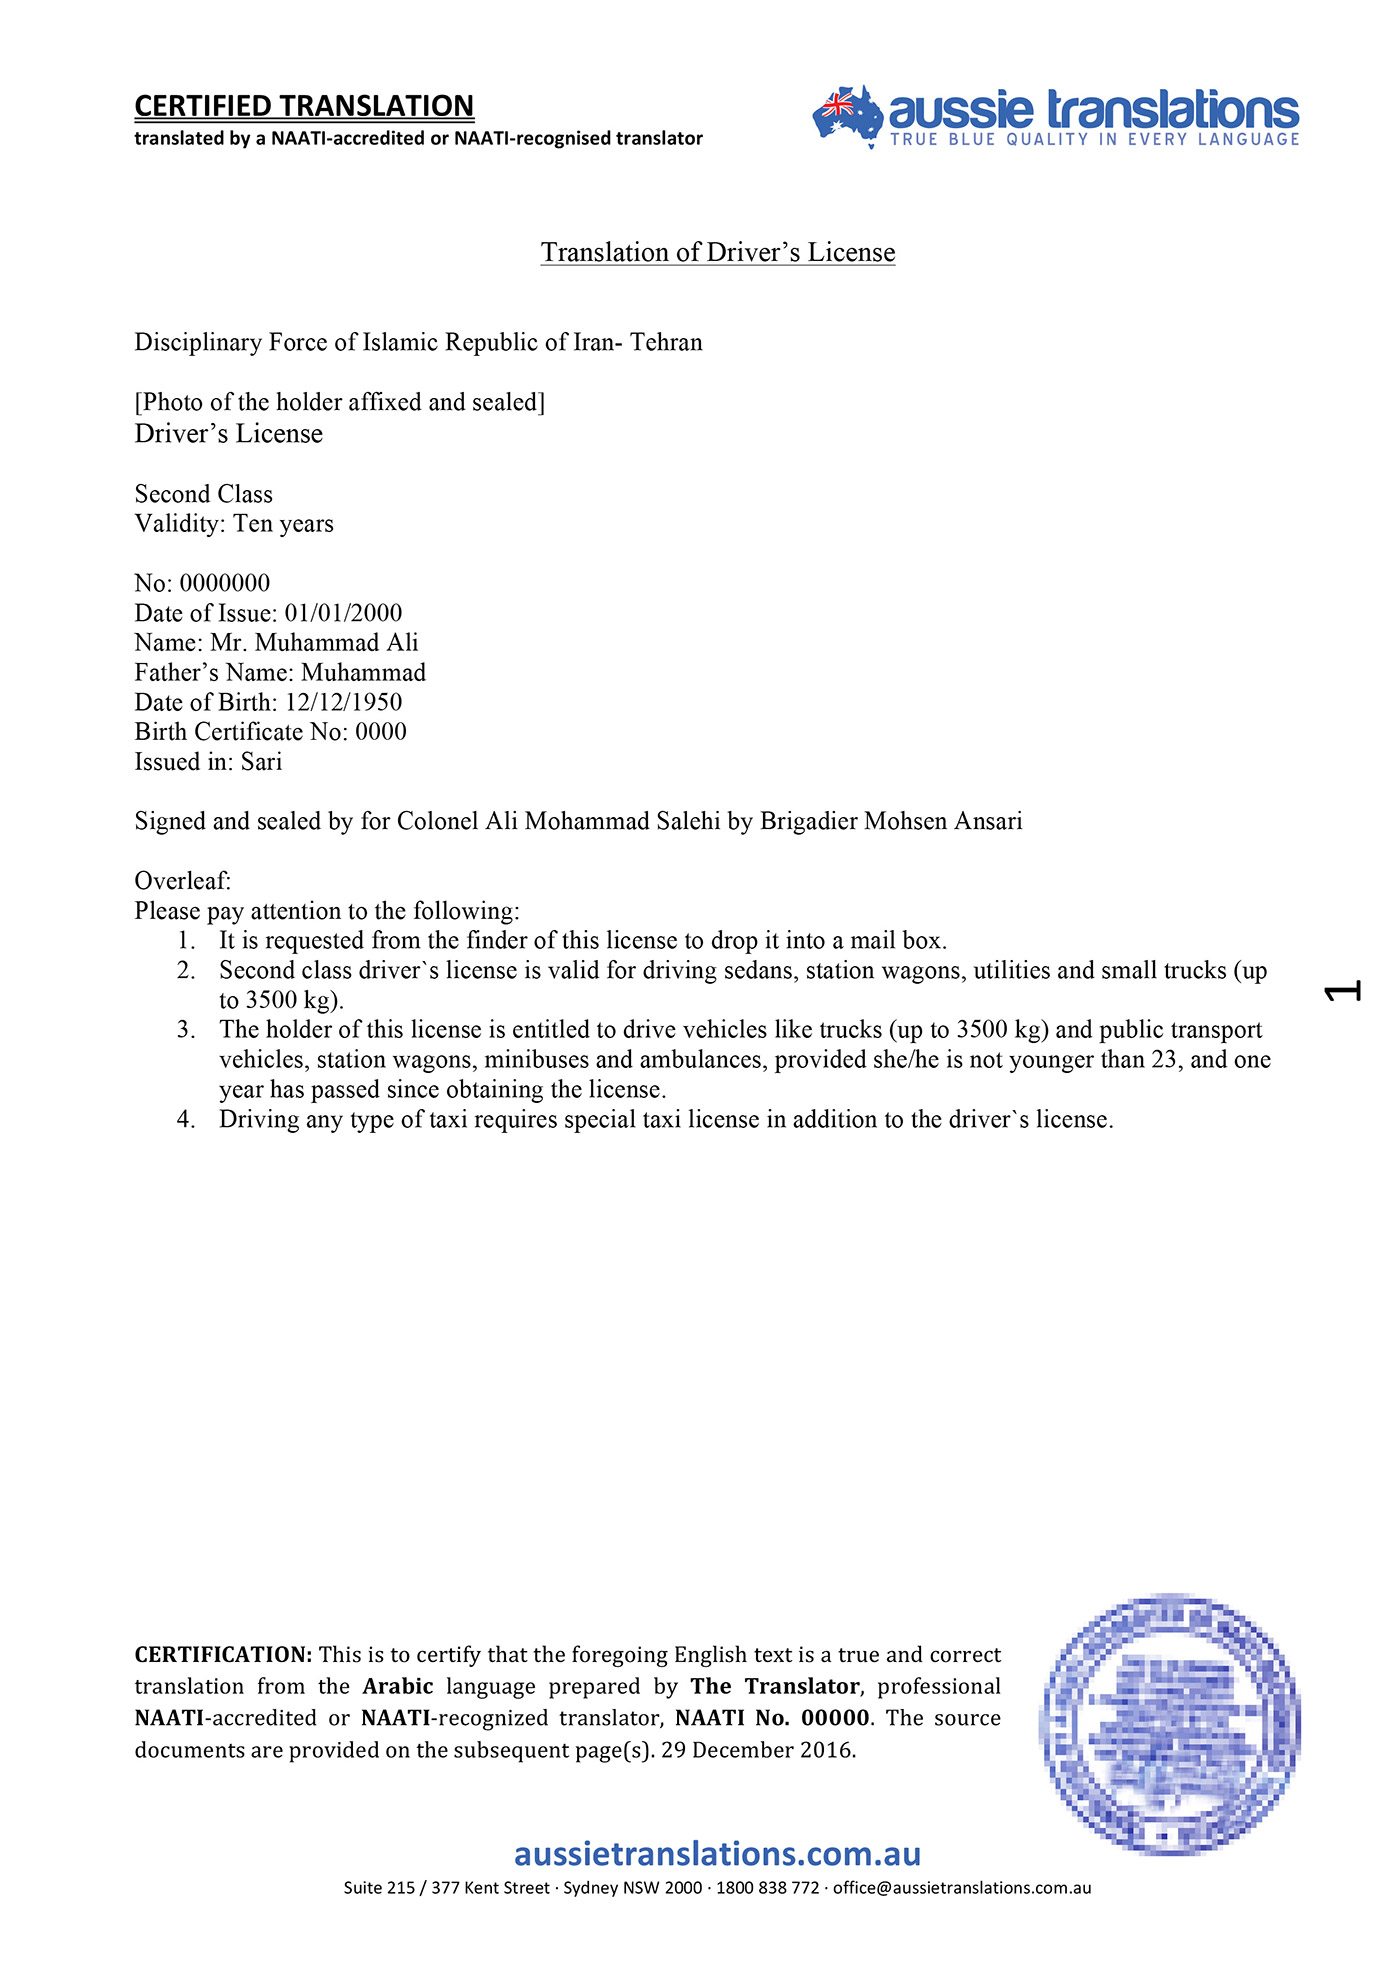 CERTIFIED TRANSLATION
translated by a NAATI-accredited or NAATI-recognised translator
aussie translations
TRUE BLUE QUALITY IN EVERY LANGUAGE
Translation of Driver’s License
Disciplinary Force of Islamic Republic of Iran- Tehran
[Photo of the holder affixed and sealed]
Driver’s License
Second Class
Validity: Ten years
No: 0000000
Date of Issue: 01/01/2000
Name: Mr. Muhammad Ali
Father’s Name: Muhammad
Date of Birth: 12/12/1950
Birth Certificate No: 0000
Issued in: Sari
Signed and sealed by for Colonel Ali Mohammad Salehi by Brigadier Mohsen Ansari
Overleaf:
Please pay attention to the following:
1. It is requested from the finder of this license to drop it into a mail box.
2. Second class driver`s license is valid for driving sedans, station wagons, utilities and small trucks (up
to 3500 kg).
3. The holder of this license is entitled to drive vehicles like trucks (up to 3500 kg) and public transport
vehicles, station wagons, minibuses and ambulances, provided she/he is not younger than 23, and one
year has passed since obtaining the license.
4. Driving any type of taxi requires special taxi license in addition to the driver`s license.
1
CERTIFICATION: This is to certify that the foregoing English text is a true and correct
translation from the Arabic language prepared by The Translator, professional
NAATI-accredited or NAATI-recognized translator, NAATI No. 00000. The source
documents are provided on the subsequent page(s). 29 December 2016.
aussietranslations.com.au
Suite 215 / 377 Kent Street · Sydney NSW 2000 · 1800 838 772 · office@aussietranslations.com.au